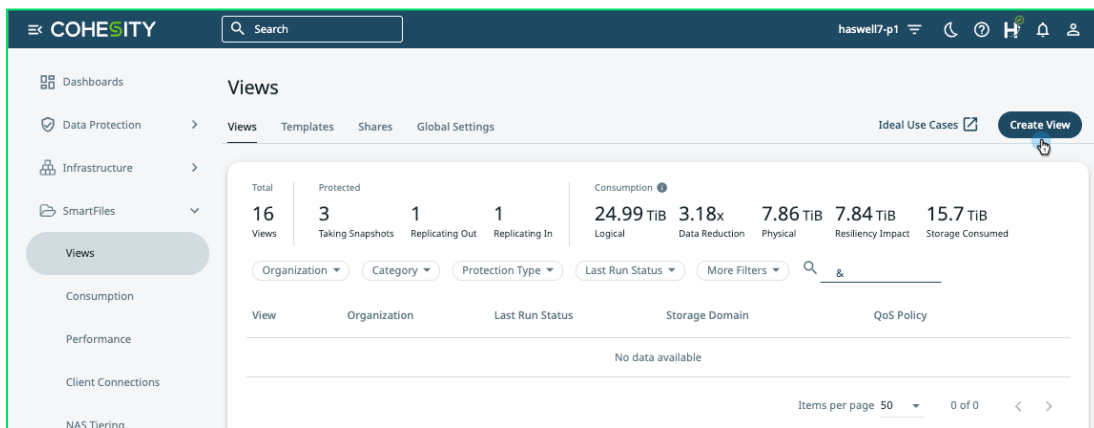 COHESITY
Search
haswell7-p1
Dashboards
Data Protection
Infrastructure
SmartFiles
Views
Consumption
Performance
Client Connections
NAS Tiering
Views
Views Templates Shares Global Settings
Ideal Use Cases
Create View
Total Protected Consumption
16 3 1 1 24.99 TiB 3.18x 7.86 TiB 7.84 TiB 15.7 TiB
Views Taking Snapshots Replicating Out Replicating In Logical Data Reduction Physical Resiliency Impact Storage Consumed
Organization Category Protection Type Last Run Status More Filters &
View Organization Last Run Status Storage Domain QoS Policy
No data available
Items per page 50 0 of 0